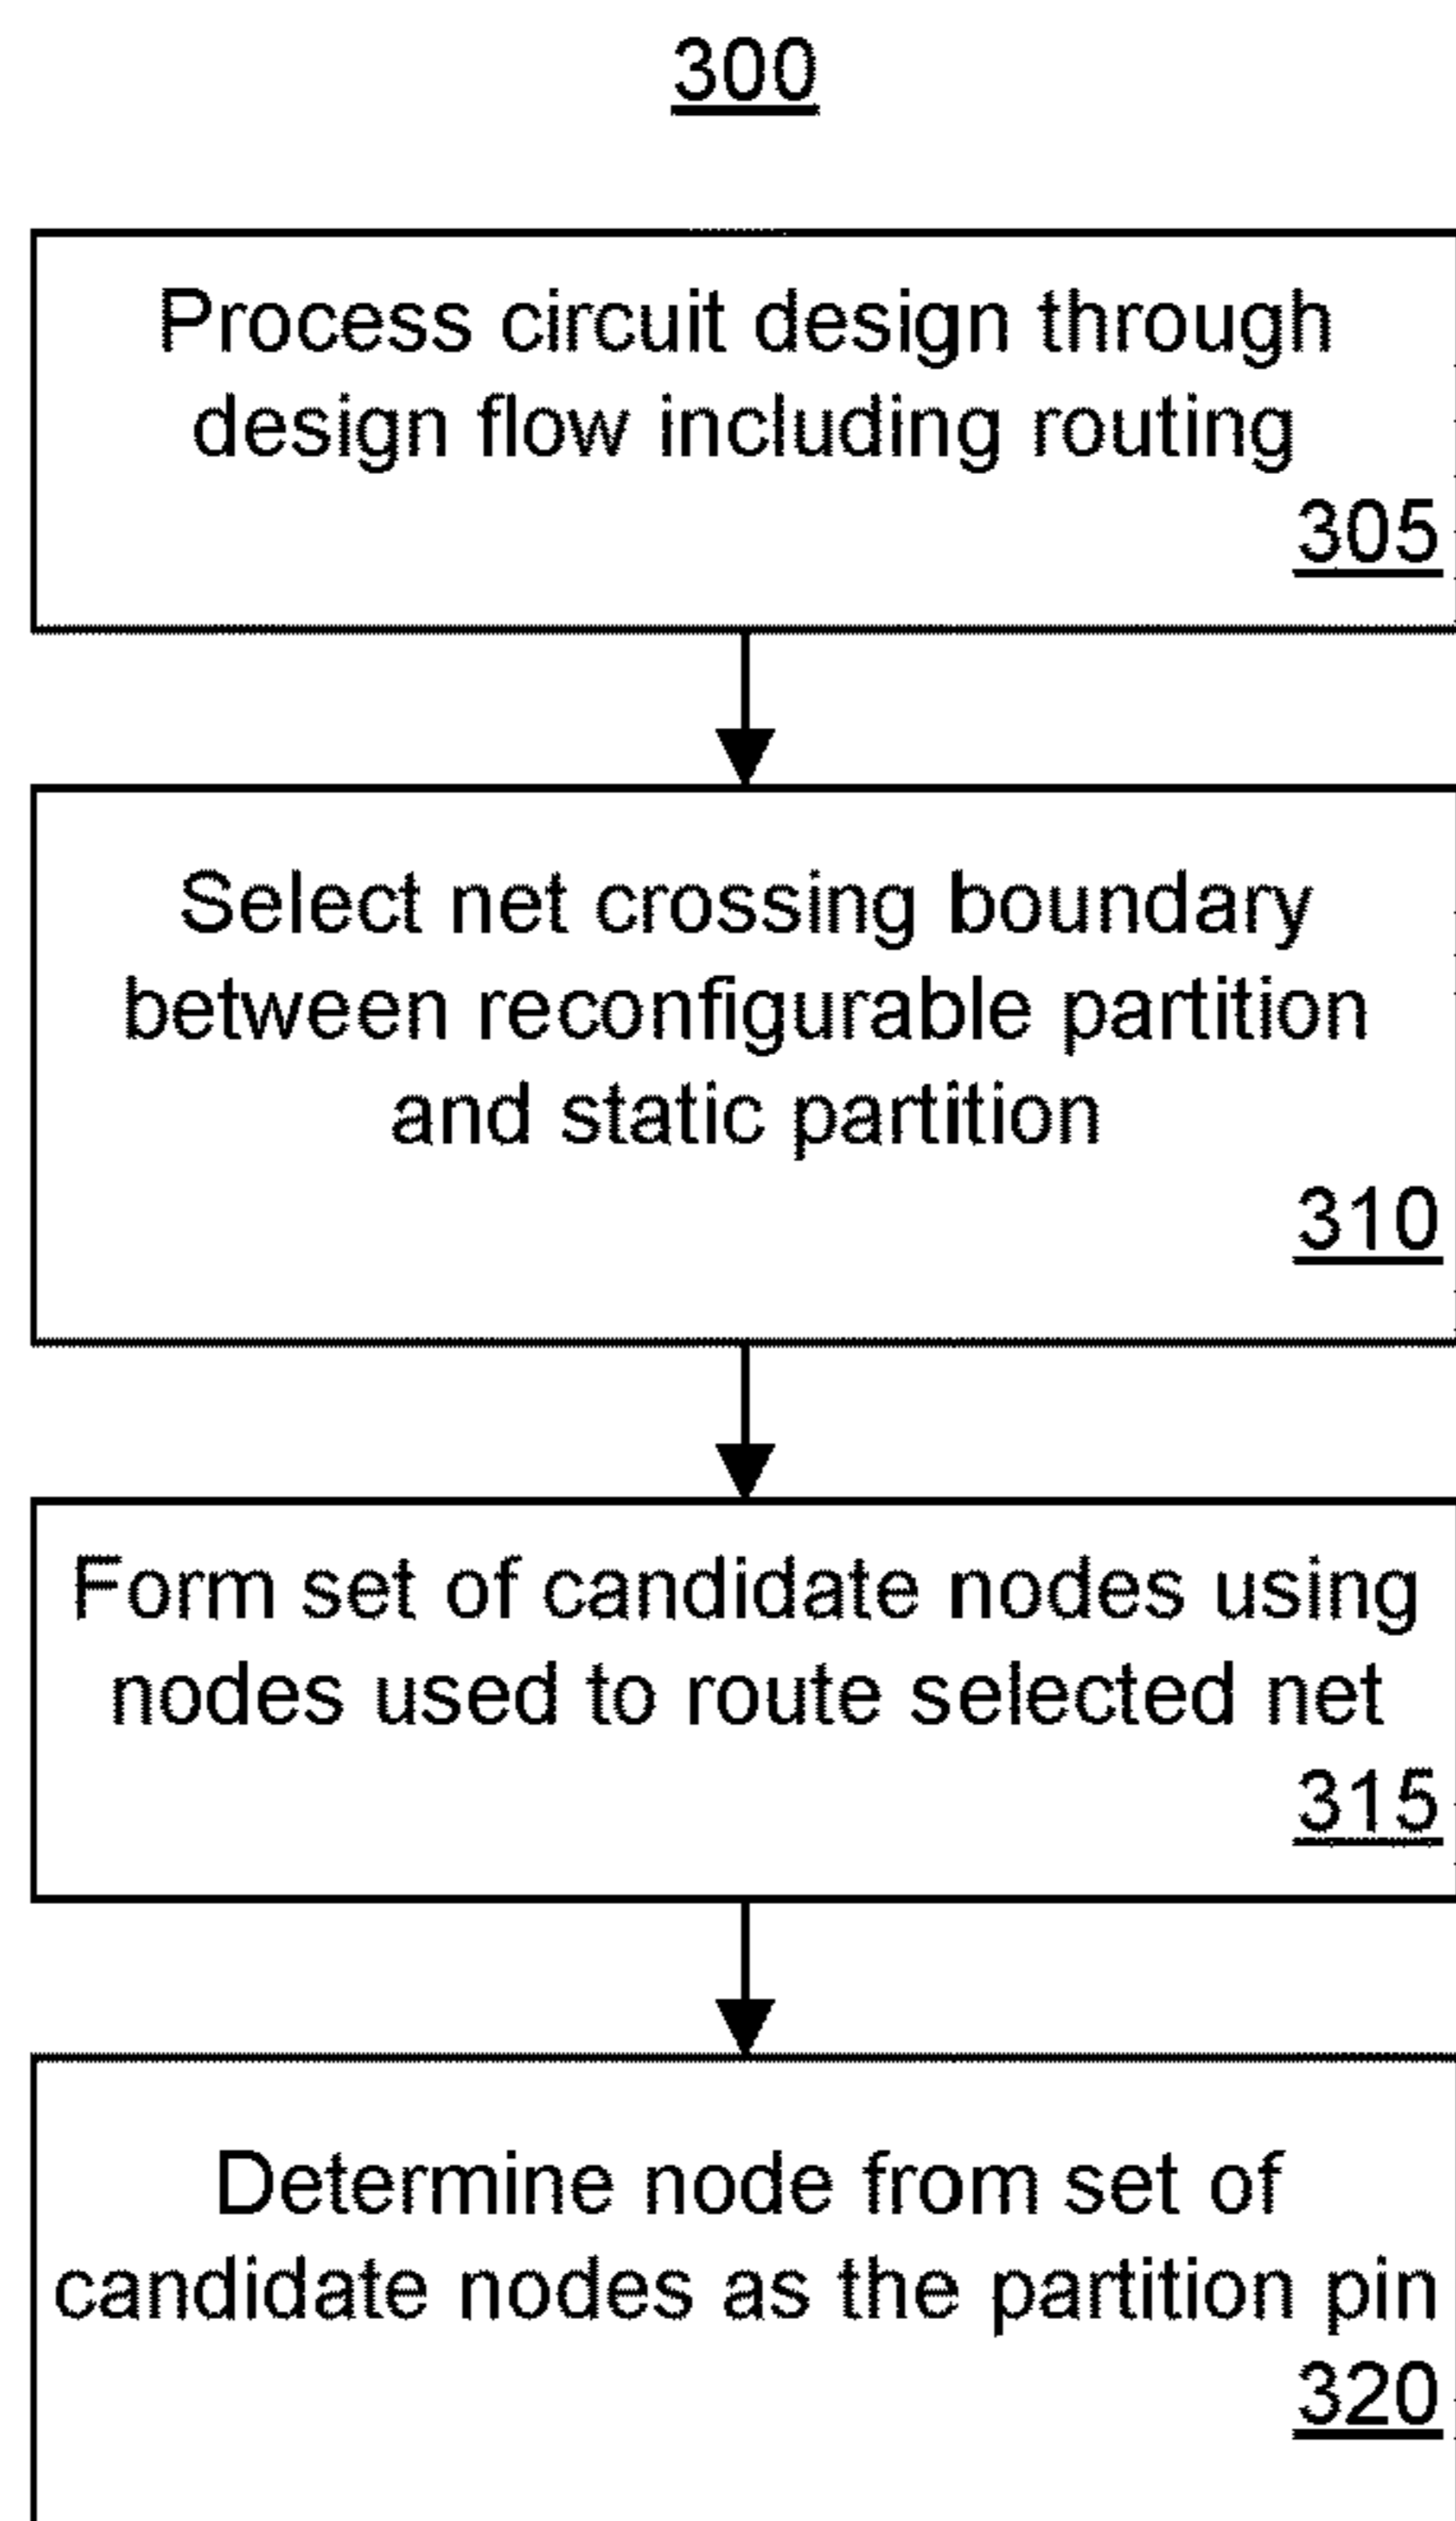 300
Process circuit design through
design flow including routing
305
Select net crossing boundary
between reconfigurable partition
and static partition
310
Form set of candidate nodes using
nodes used to route selected net
315
Determine node from set of
candidate nodes as the partition pin
320